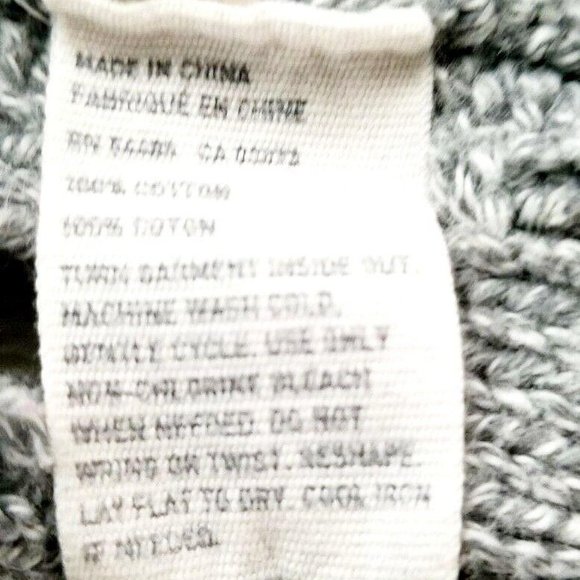 MADE IN CHINA
FABRIQUÉ EN CHINE
RN CA
100% COTTON
100% COTON
TURN GARMENT INSIDE OUT.
MACHINE WASH COLD,
GENTLE CYCLE. USE ONLY
NON-CHLORINE BLEACH
WHEN NEEDED. DO NOT
WRING OR TWIST. RESHAPE.
LAY FLAT TO DRY. COOL IRON
IF NEEDED.